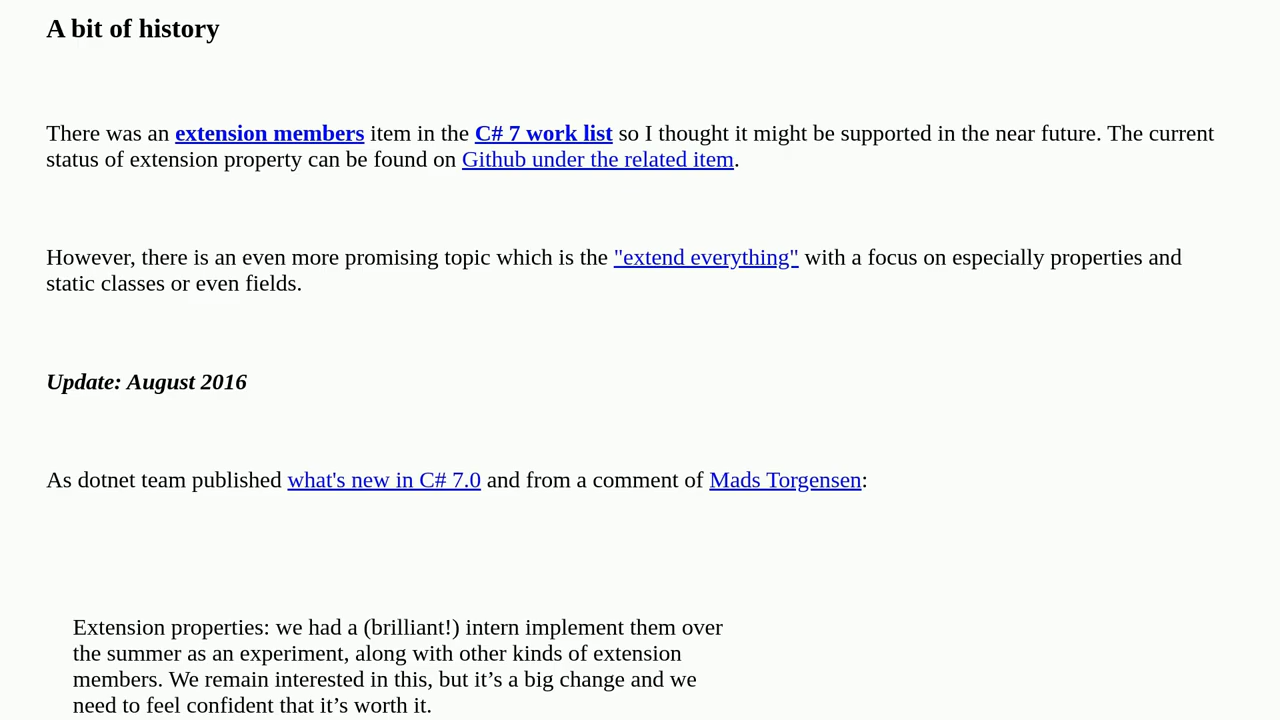 A bit of history
There was an extension members item in the C# 7 work list so I thought it might be supported in the near future. The current
status of extension property can be found on Github under the related item.
However, there is an even more promising topic which is the "extend everything" with a focus on especially properties and
static classes or even fields.
Update: August 2016
As dotnet team published what's new in C# 7.0 and from a comment of Mads Torgensen:
Extension properties: we had a (brilliant!) intern implement them over
the summer as an experiment, along with other kinds of extension
members. We remain interested in this, but it’s a big change and we
need to feel confident that it’s worth it.